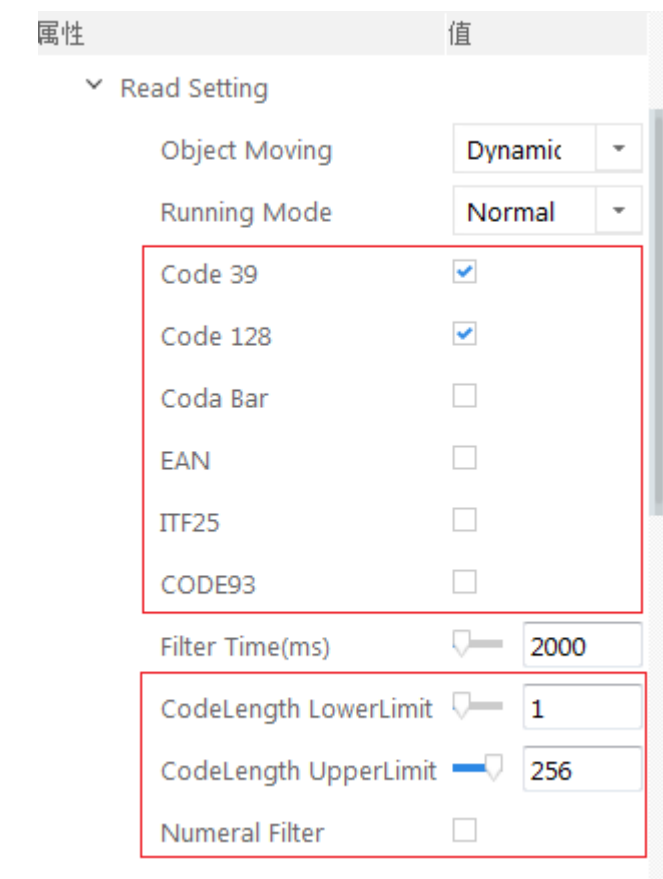 属性 值
Read Setting
Object Moving Dynamic
Running Mode Normal
Code 39
Code 128
Coda Bar
EAN
ITF25
CODE93
Filter Time(ms) 2000
CodeLength LowerLimit 1
CodeLength UpperLimit 256
Numeral Filter